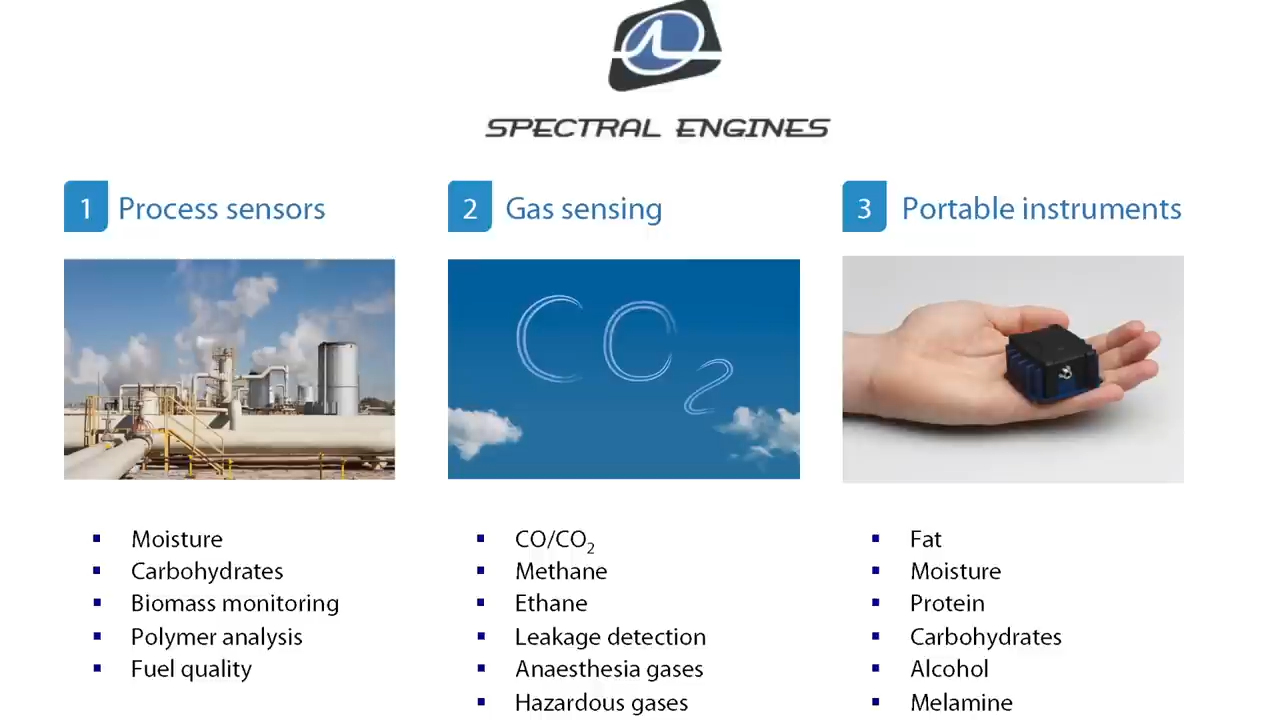 SPECTRAL ENGINES
1 Process sensors
2 Gas sensing
3 Portable instruments
CO2
▪ Moisture
▪ Carbohydrates
▪ Biomass monitoring
▪ Polymer analysis
▪ Fuel quality
▪ CO/CO₂
▪ Methane
▪ Ethane
▪ Leakage detection
▪ Anaesthesia gases
▪ Hazardous gases
▪ Fat
▪ Moisture
▪ Protein
▪ Carbohydrates
▪ Alcohol
▪ Melamine